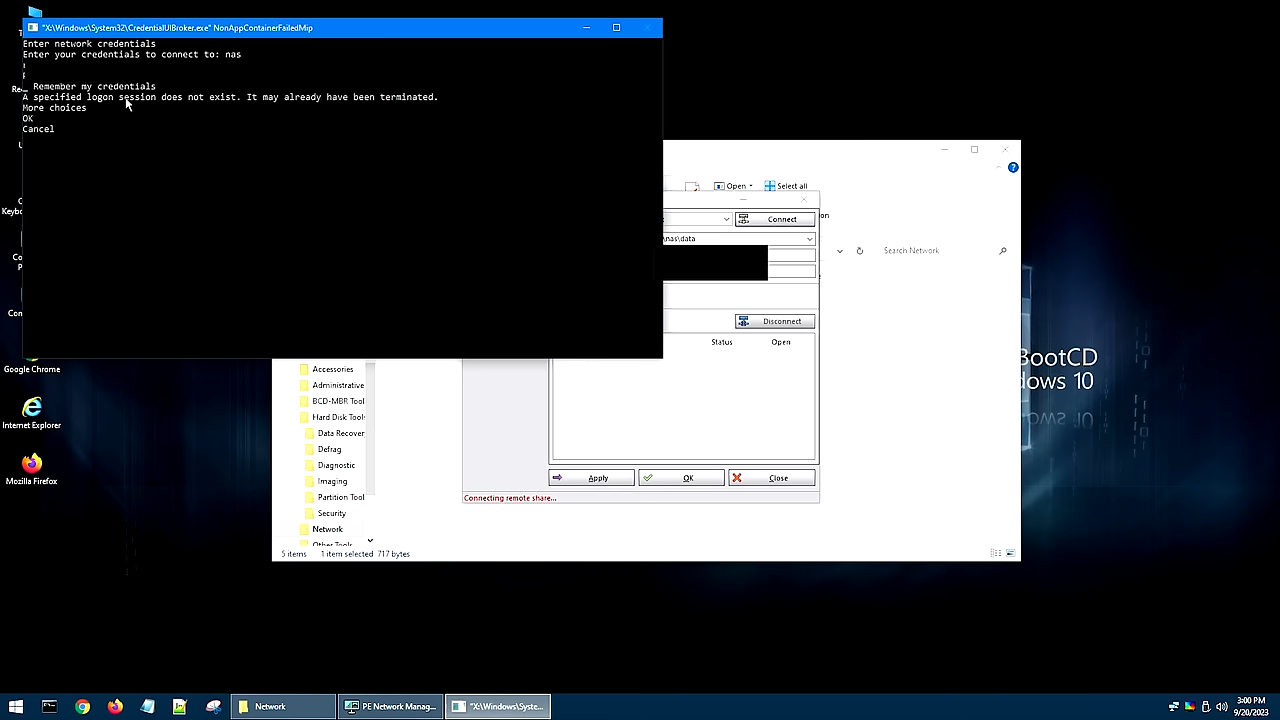 "X:\Windows\System32\CredentialUIBroker.exe" NonAppContainerFailedMip
Enter network credentials
Enter your credentials to connect to: nas
Remember my credentials
A specified logon session does not exist. It may already have been terminated.
More choices
OK
Cancel
Open
Select all
Connect
\nas\data
Search Network
Disconnect
Status
Open
Google Chrome
Internet Explorer
Mozilla Firefox
Accessories
Administrative
BCD-MBR Tool
Hard Disk Tools
Data Recover
Defrag
Diagnostic
Imaging
Partition Tool
Security
Network
Other Tools
Apply
OK
Close
Connecting remote share...
5 items
1 item selected 717 bytes
BootCD
dows 10
Network
PE Network Manag...
"X:\Windows\Syste...
3:00 PM
9/20/2023